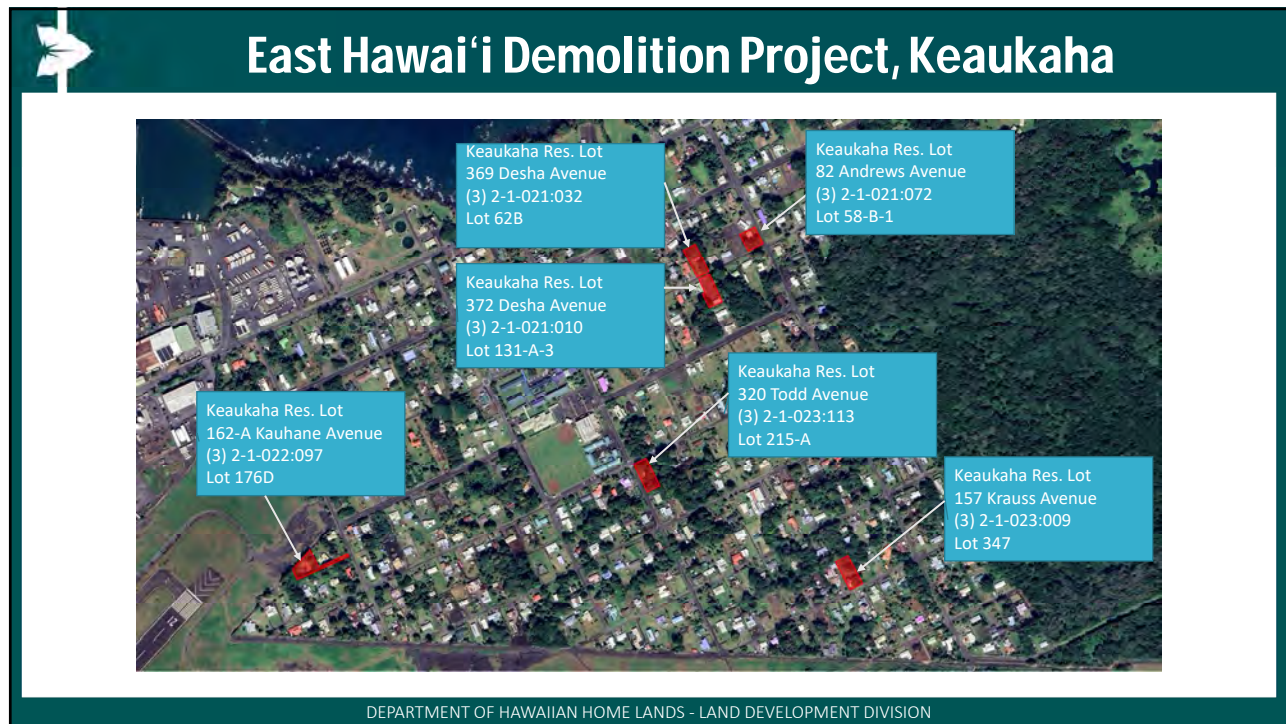 East Hawaiʻi Demolition Project, Keaukaha
Keaukaha Res. Lot
369 Desha Avenue
(3) 2-1-021:032
Lot 62B
Keaukaha Res. Lot
82 Andrews Avenue
(3) 2-1-021:072
Lot 58-B-1
Keaukaha Res. Lot
372 Desha Avenue
(3) 2-1-021:010
Lot 131-A-3
Keaukaha Res. Lot
320 Todd Avenue
(3) 2-1-023:113
Lot 215-A
Keaukaha Res. Lot
162-A Kauhane Avenue
(3) 2-1-022:097
Lot 176D
Keaukaha Res. Lot
157 Krauss Avenue
(3) 2-1-023:009
Lot 347
21
DEPARTMENT OF HAWAIIAN HOME LANDS - LAND DEVELOPMENT DIVISION